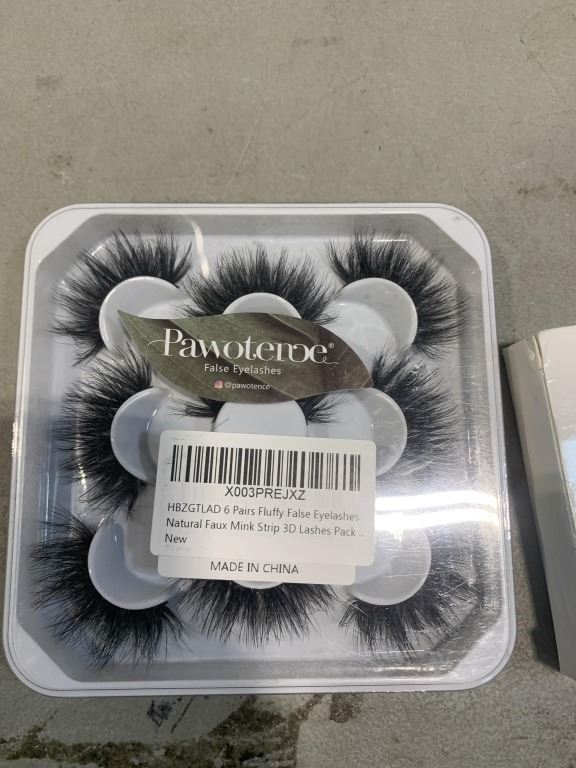 Pawotence®
False Eyelashes
@pawotence
X003PREJXZ
HBZGTLAD 6 Pairs Fluffy False Eyelashes
Natural Faux Mink Strip 3D Lashes Pack ...
New
MADE IN CHINA